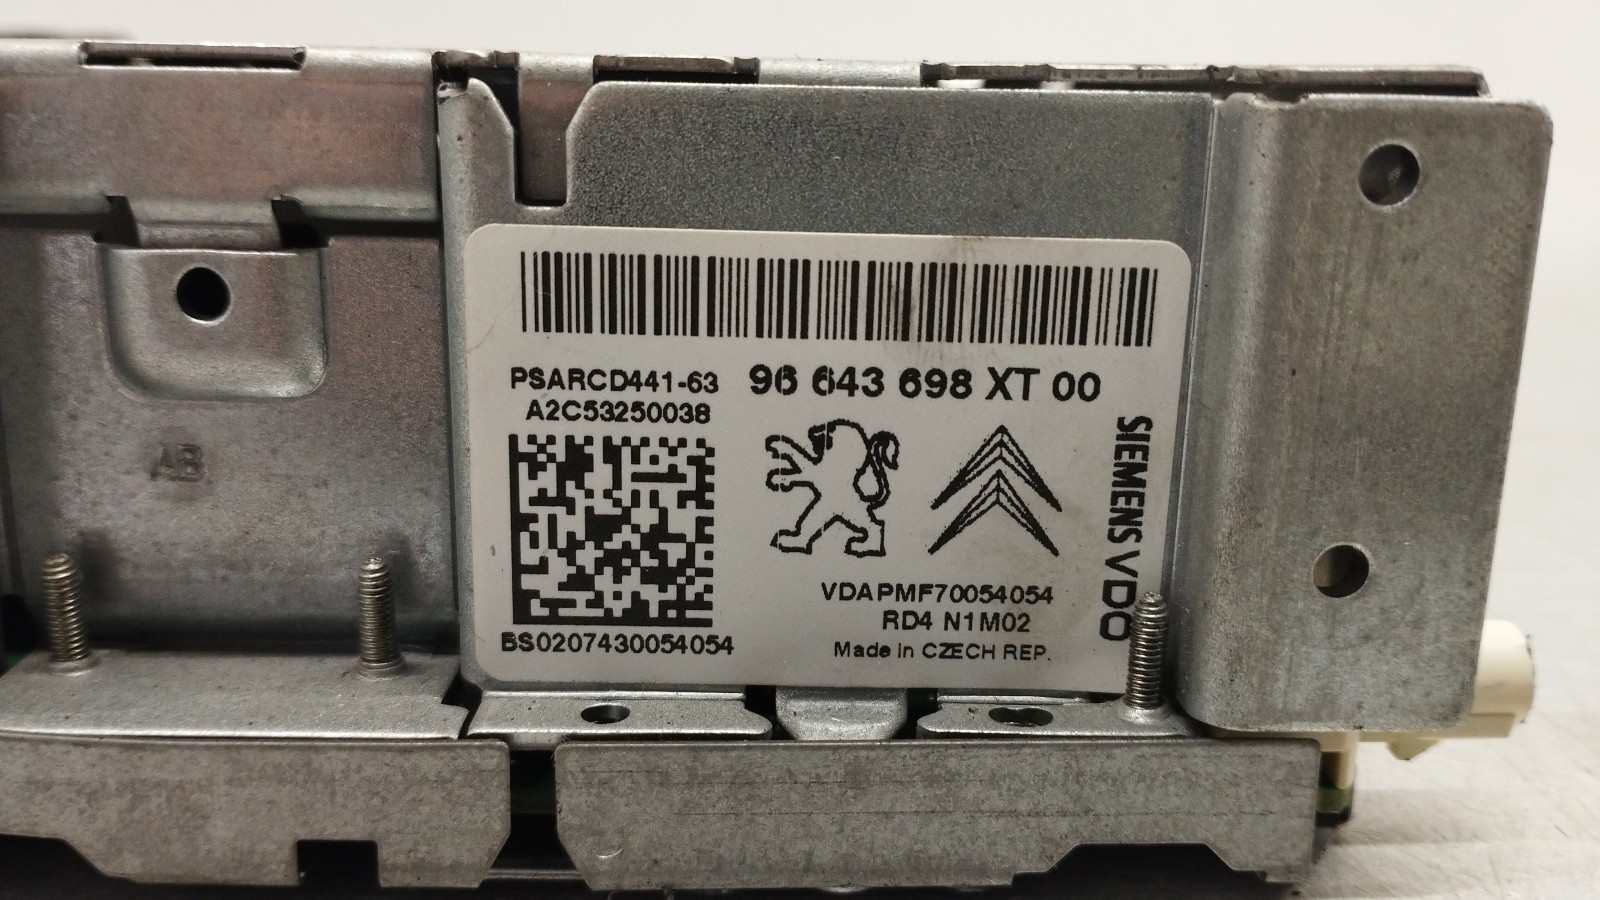 PSARCD441-63 96 643 698 XT 00
A2C53250038
SIEMENS VDO
AB
VDAPMF70054054
RD4 N1M02
BS0207430054054
Made in CZECH REP.